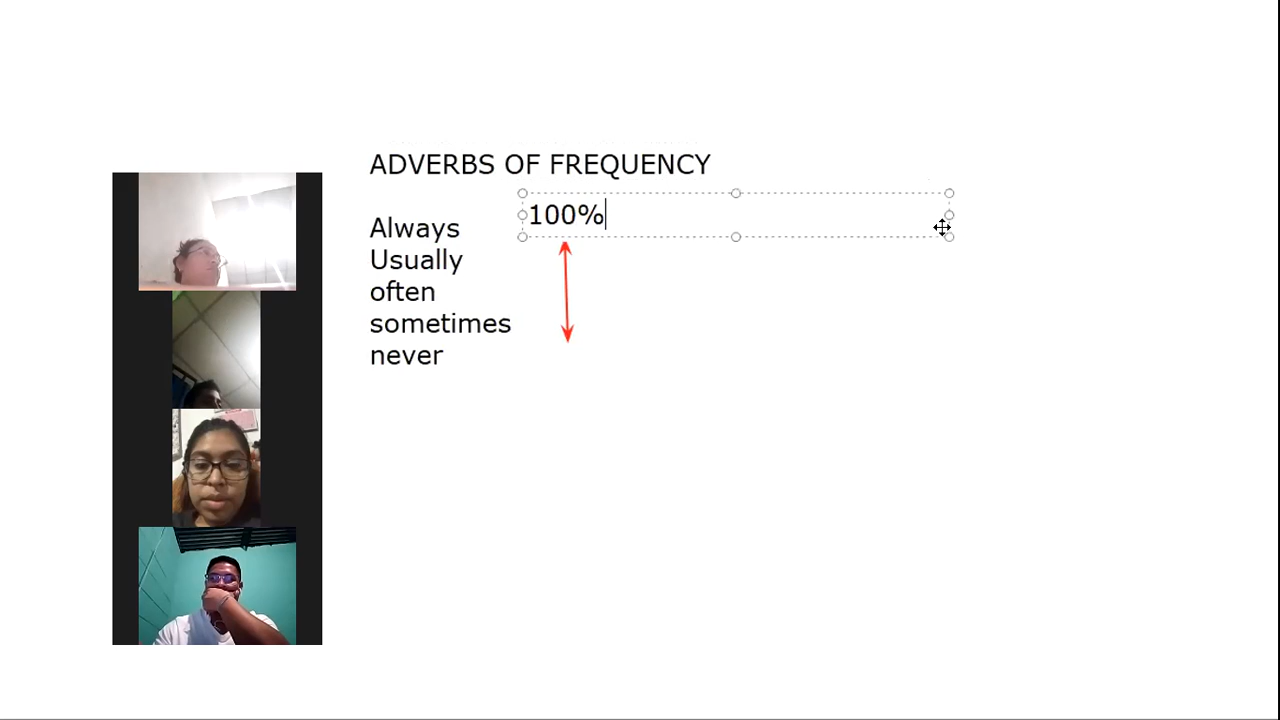 ADVERBS OF FREQUENCY
100%
Always
Usually
often
sometimes
never